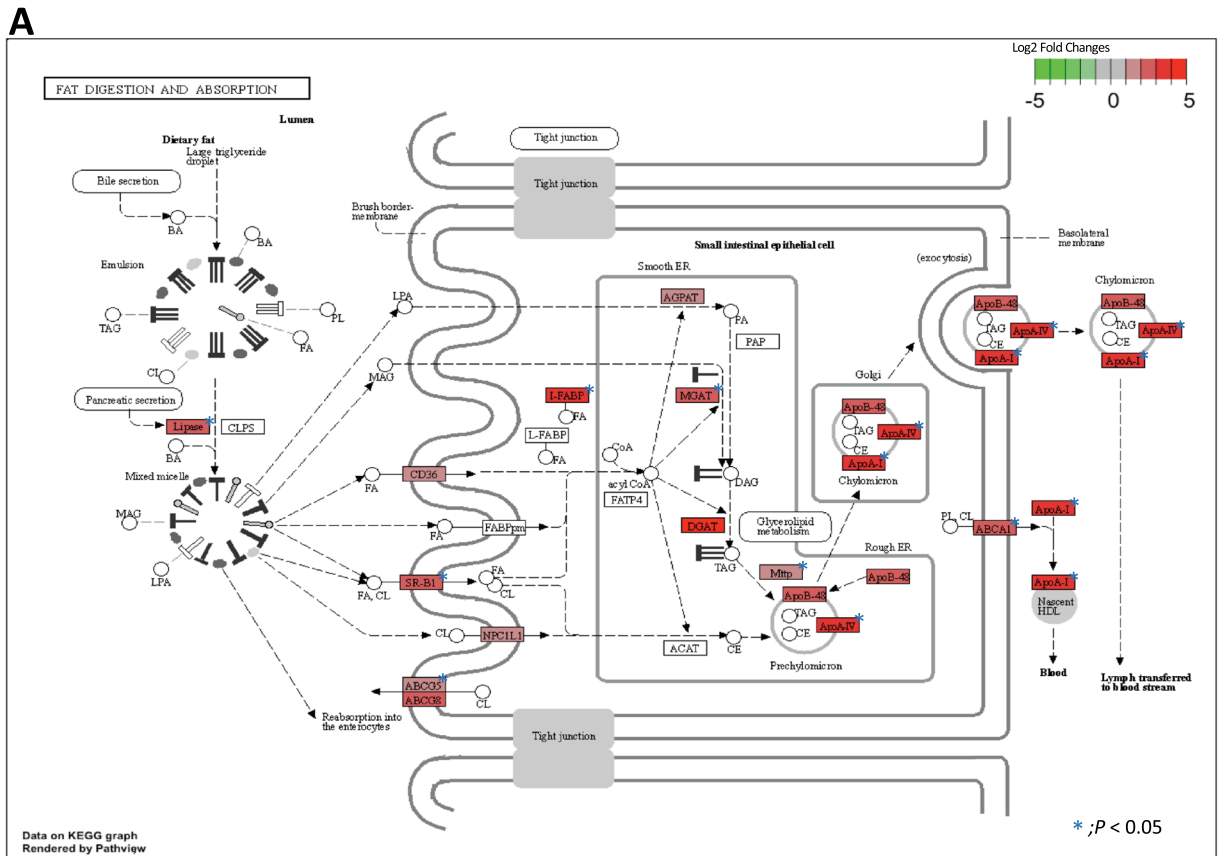 A
Log2 Fold Changes
-5 0 5
FAT DIGESTION AND ABSORPTION
Lumen
Dietary fat
Large triglyceride
droplet
Bile secretion
BA
BA
Emulsion
TAG
PL
FA
CL
Pancreatic secretion
Lipase*
CLPS
BA
Mixed micelle
MAG
LPA
Reabsorption into
the enterocytes
Tight junction
Tight junction
Brush border-
membrane
Small intestinal epithelial cell
Basolateral
membrane
(exocytosis)
Smooth ER
LPA
AGPAT
PA
PAP
MAG
I-FABP*
FA
L-FABP
FA
MGAT*
CoA
acyl CoA
FATP4
DAG
FA
CD36
FA
FABPpm
DGAT
Glycerolipid
metabolism
TAG
FA, CL
SR-B1*
FA
CL
CL
NPC1L1
ACAT
CE
ABCG5*
ABCG8
CL
Rough ER
Mttp*
ApoB-48
ApoB-48
TAG
CE
ApoA-IV*
Prechylomicron
Golgi
ApoB-48
TAG
CE
ApoA-IV*
ApoA-I*
Chylomicron
ApoB-48
TAG
CE
ApoA-IV*
ApoA-I*
Chylomicron
ApoB-48
TAG
CE
ApoA-IV*
ApoA-I*
PL, CL
ABCA1*
ApoA-I*
ApoA-I*
Nascent
HDL
Blood
Lymph transferred
to blood stream
Tight junction
* ;P < 0.05
Data on KEGG graph
Rendered by Pathview